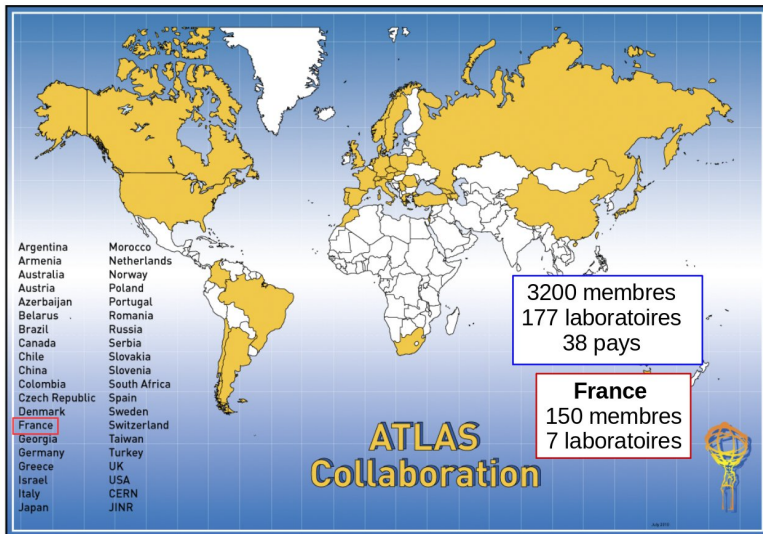 Argentina
Armenia
Australia
Austria
Azerbaijan
Belarus
Brazil
Canada
Chile
China
Colombia
Czech Republic
Denmark
France
Georgia
Germany
Greece
Israel
Italy
Japan
Morocco
Netherlands
Norway
Poland
Portugal
Romania
Russia
Serbia
Slovakia
Slovenia
South Africa
Spain
Sweden
Switzerland
Taiwan
Turkey
UK
USA
CERN
JINR
3200 membres
177 laboratoires
38 pays
France
150 membres
7 laboratoires
ATLAS
Collaboration